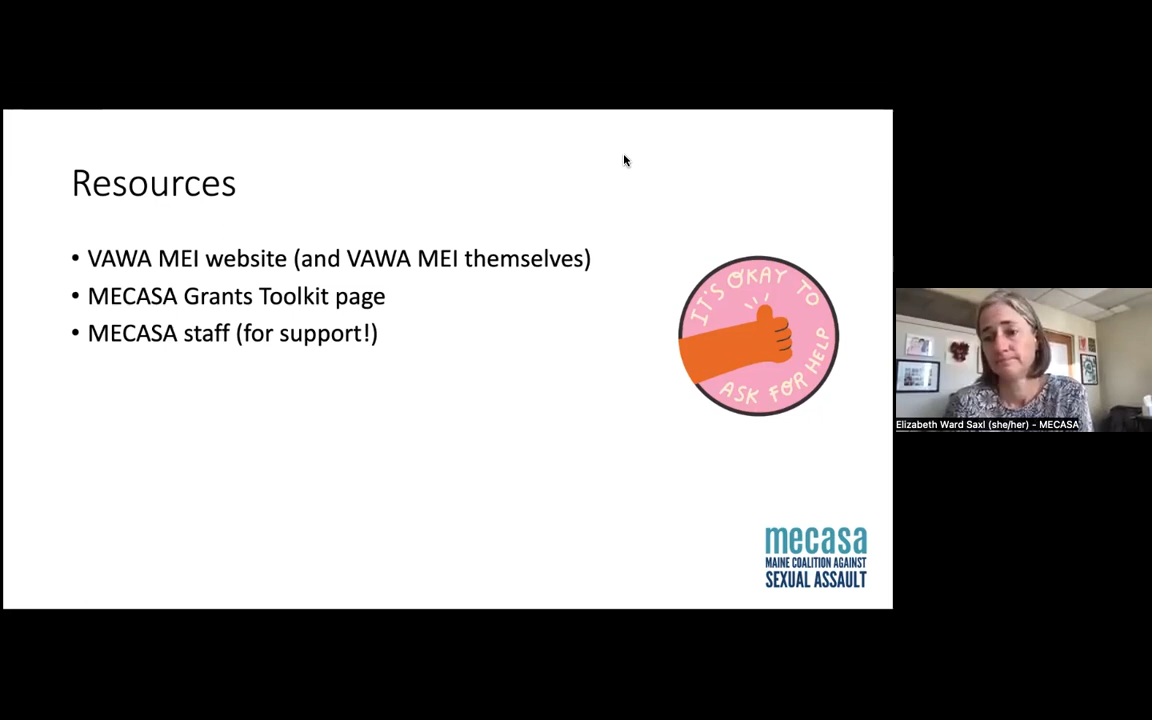 Resources
• VAWA MEI website (and VAWA MEI themselves)
• MECASA Grants Toolkit page
• MECASA staff (for support!)
IT'S OKAY TO
ASK FOR HELP
mecasa
MAINE COALITION AGAINST
SEXUAL ASSAULT
Elizabeth Ward Saxl (she/her) - MECASA